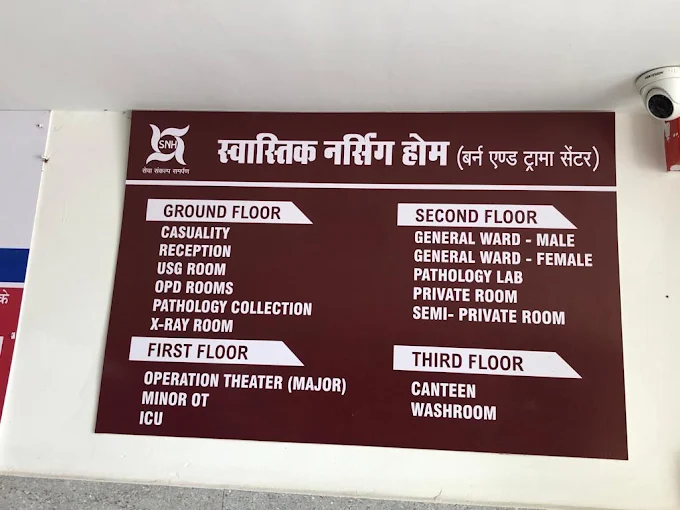 SNH
सेवा संकल्प समर्पण
स्वास्तिक नर्सिग होम (बर्न एण्ड ट्रामा सेंटर)
GROUND FLOOR
CASUALITY
RECEPTION
USG ROOM
OPD ROOMS
PATHOLOGY COLLECTION
X-RAY ROOM
FIRST FLOOR
OPERATION THEATER (MAJOR)
MINOR OT
ICU
SECOND FLOOR
GENERAL WARD - MALE
GENERAL WARD - FEMALE
PATHOLOGY LAB
PRIVATE ROOM
SEMI- PRIVATE ROOM
THIRD FLOOR
CANTEEN
WASHROOM
HIKVISION
के